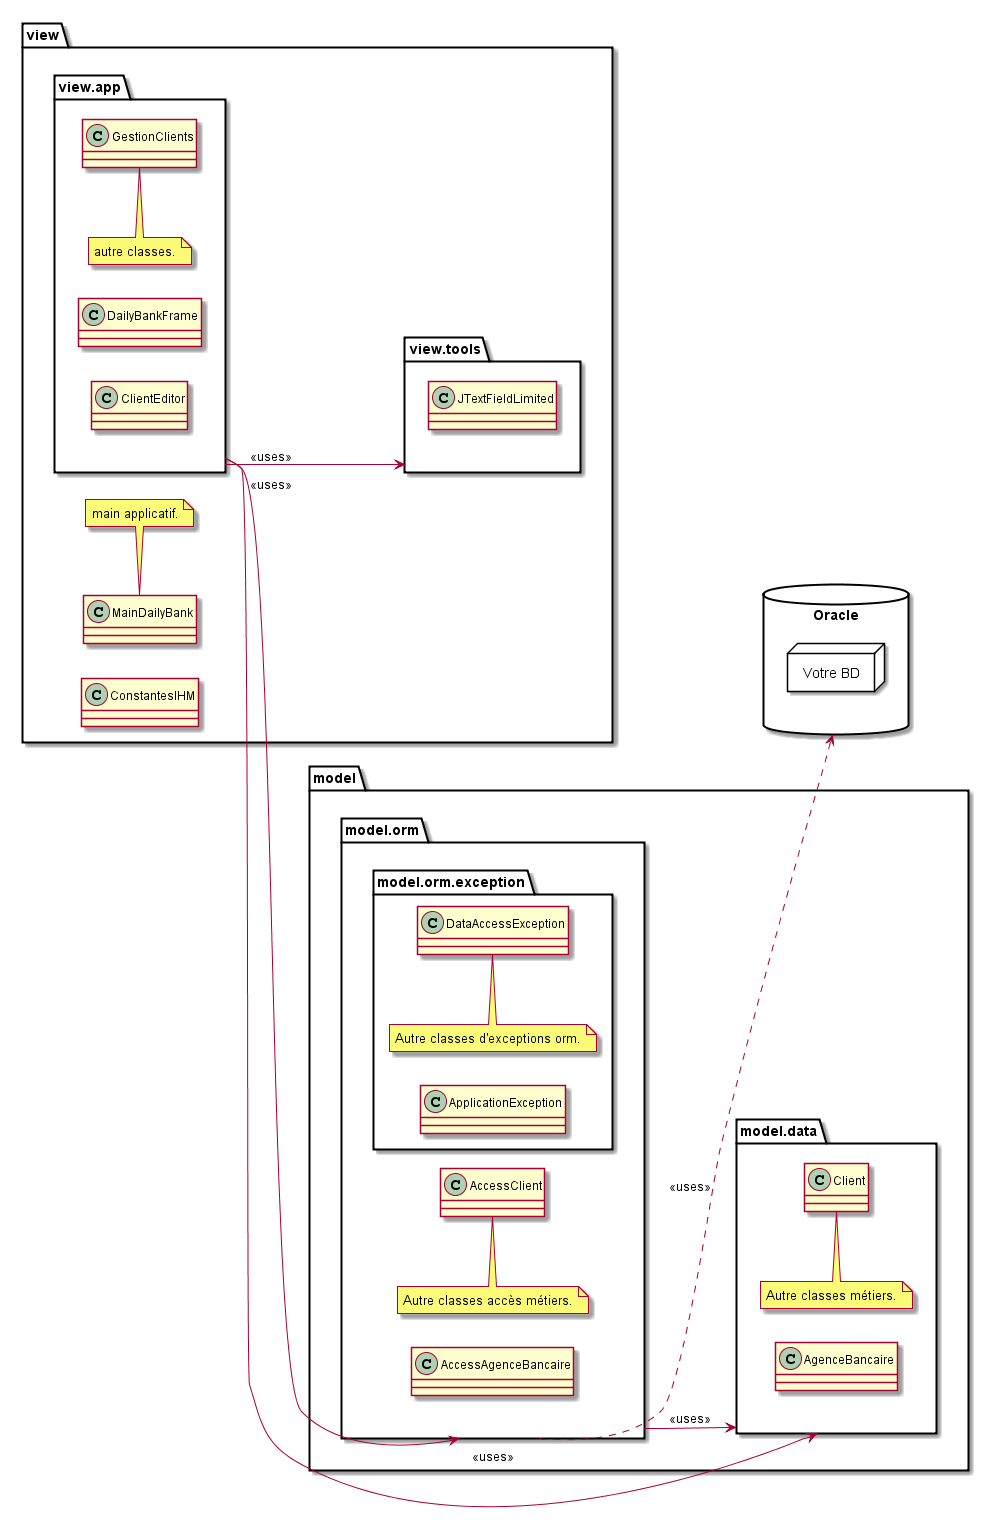 view
view.app
C GestionClients
autre classes.
C DailyBankFrame
C ClientEditor
view.tools
C JTextFieldLimited
«uses»
«uses»
main applicatif.
C MainDailyBank
C ConstantesIHM
Oracle
Votre BD
model
model.orm
model.orm.exception
C DataAccessException
Autre classes d'exceptions orm.
C ApplicationException
C AccessClient
Autre classes accès métiers.
C AccessAgenceBancaire
«uses»
model.data
C Client
Autre classes métiers.
C AgenceBancaire
«uses»
«uses»